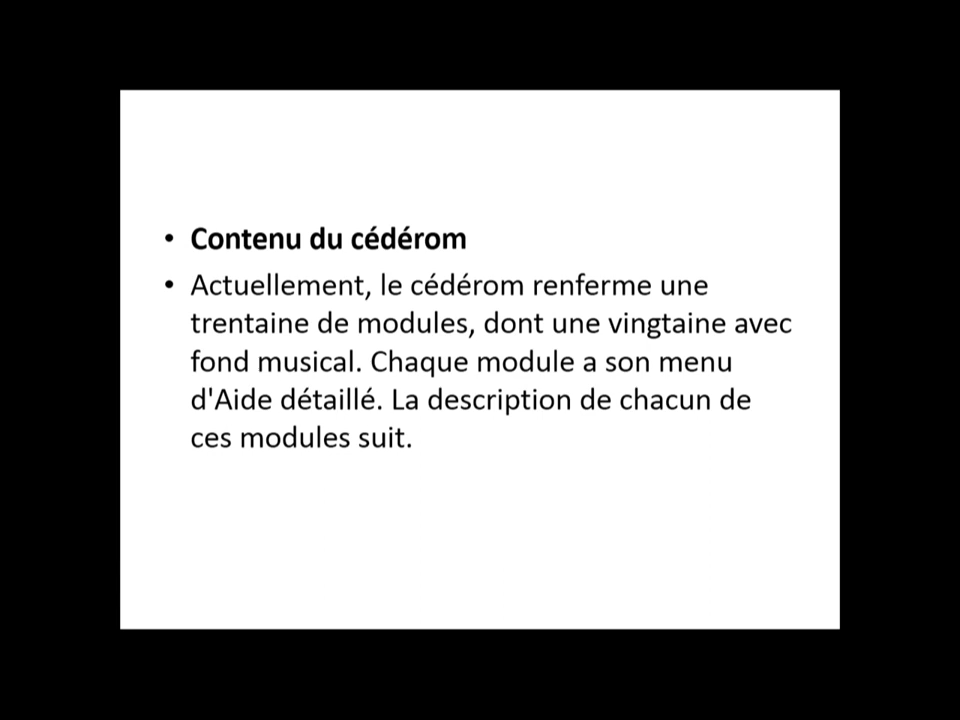 • Contenu du cédérom
• Actuellement, le cédérom renferme une
trentaine de modules, dont une vingtaine avec
fond musical. Chaque module a son menu
d'Aide détaillé. La description de chacun de
ces modules suit.